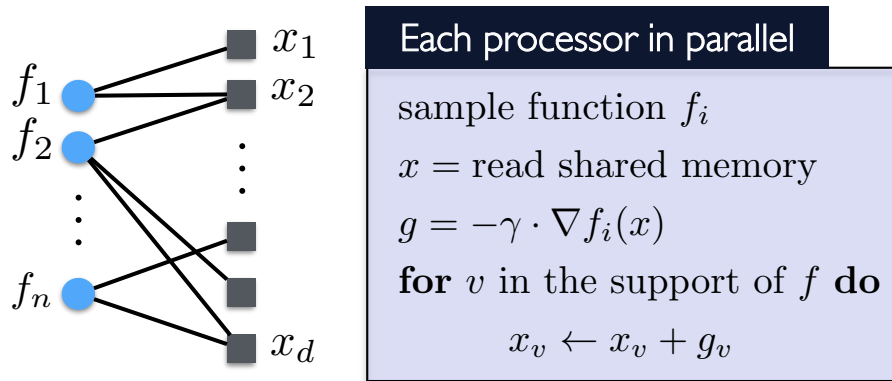 f₁
f₂
⋮
fₙ
x₁
x₂
⋮
x_d
Each processor in parallel
sample function fᵢ
x = read shared memory
g = −γ · ∇fᵢ(x)
for v in the support of f do
xᵥ ← xᵥ + gᵥ